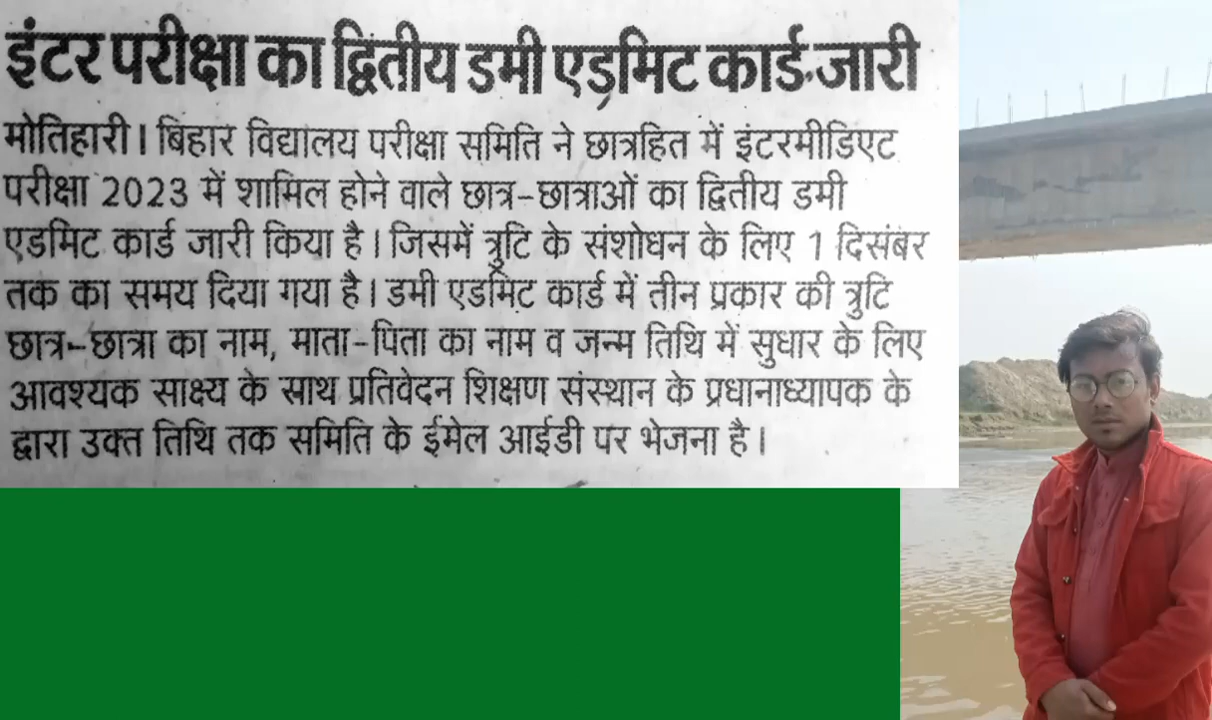 इंटर परीक्षा का द्वितीय डमी एडमिट कार्ड जारी
मोतिहारी। बिहार विद्यालय परीक्षा समिति ने छात्रहित में इंटरमीडिएट
परीक्षा 2023 में शामिल होने वाले छात्र-छात्राओं का द्वितीय डमी
एडमिट कार्ड जारी किया है। जिसमें त्रुटि के संशोधन के लिए 1 दिसंबर
तक का समय दिया गया है। डमी एडमिट कार्ड में तीन प्रकार की त्रुटि
छात्र-छात्रा का नाम, माता-पिता का नाम व जन्म तिथि में सुधार के लिए
आवश्यक साक्ष्य के साथ प्रतिवेदन शिक्षण संस्थान के प्रधानाध्यापक के
द्वारा उक्त तिथि तक समिति के ईमेल आईडी पर भेजना है।